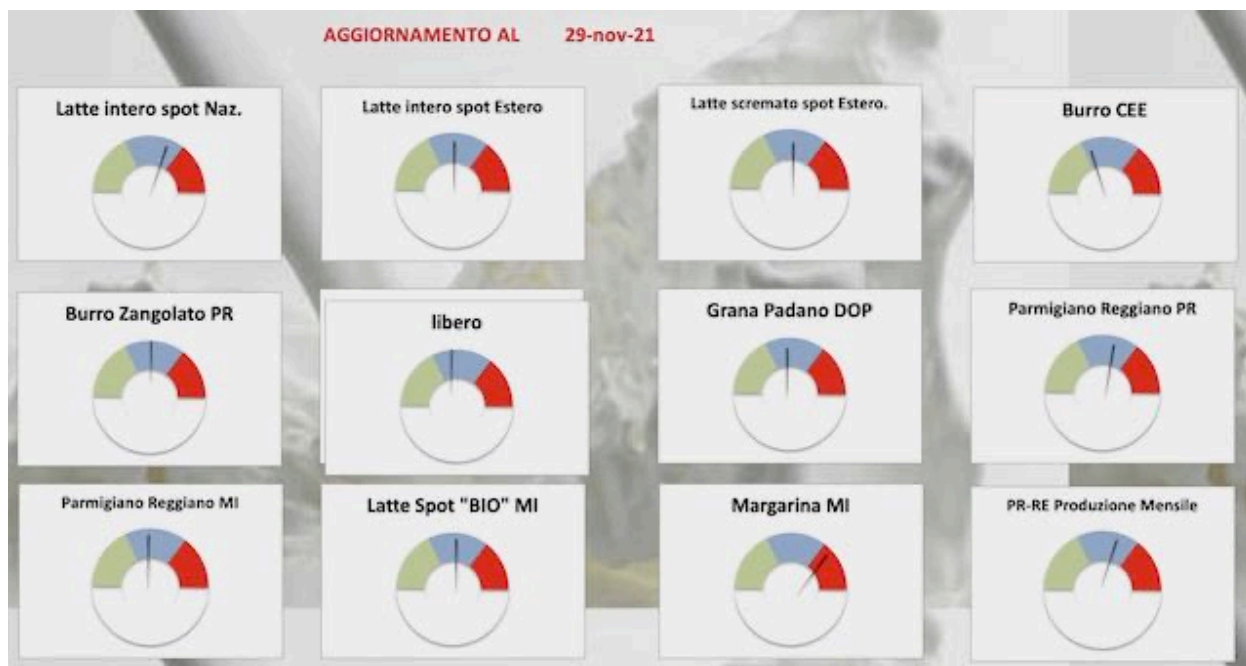 AGGIORNAMENTO AL 29-nov-21
Latte intero spot Naz.
Latte intero spot Estero
Latte scremato spot Estero.
Burro CEE
Burro Zangolato PR
libero
Grana Padano DOP
Parmigiano Reggiano PR
Parmigiano Reggiano MI
Latte Spot "BIO" MI
Margarina MI
PR-RE Produzione Mensile